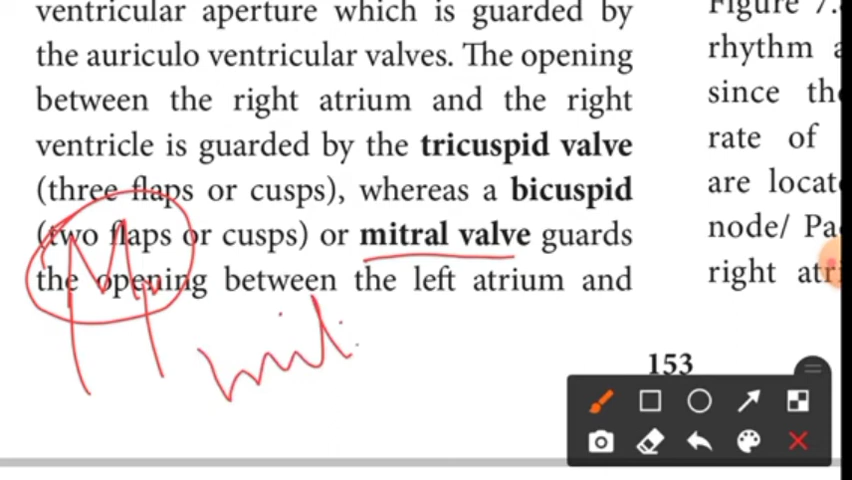 ventricular aperture which is guarded by
the auriculo ventricular valves. The opening
between the right atrium and the right
ventricle is guarded by the tricuspid valve
(three flaps or cusps), whereas a bicuspid
(two flaps or cusps) or mitral valve guards
the opening between the left atrium and
M
mit
153
Figure 7.
rhythm a
since the
rate of
are locat
node/ Pa
right atri